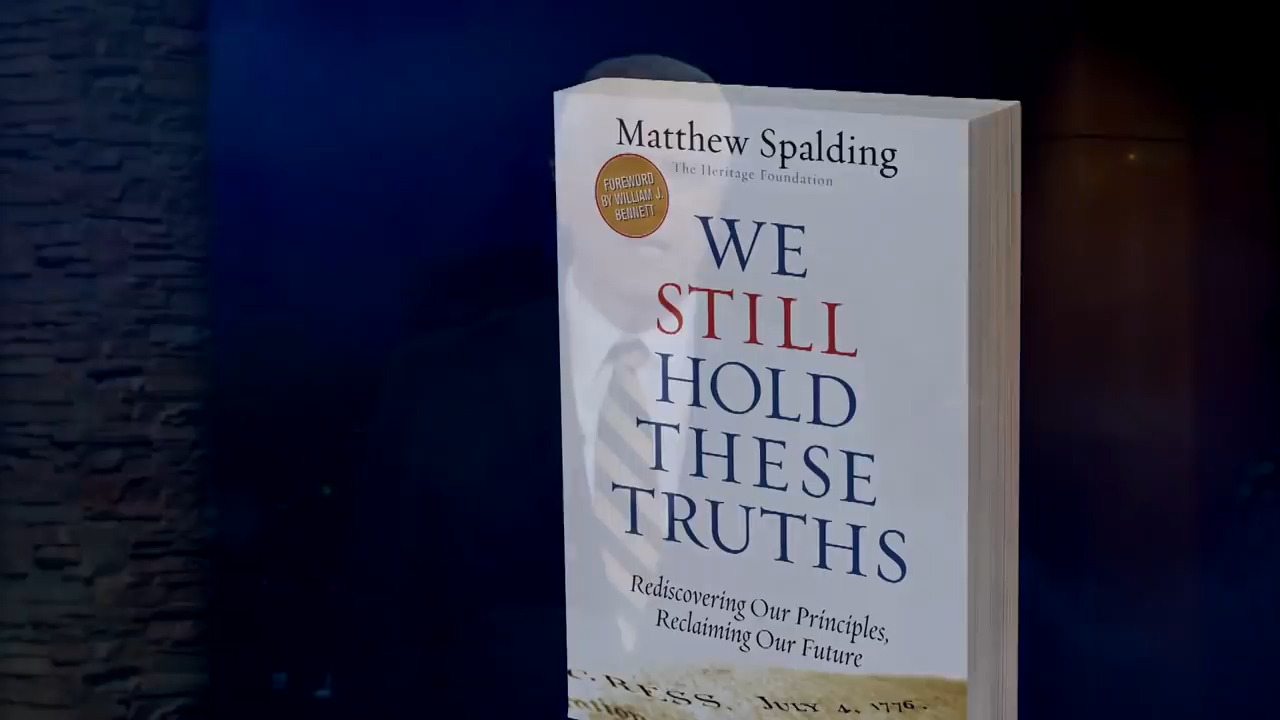 Matthew Spalding
The Heritage Foundation
FOREWORD
BY WILLIAM J.
BENNETT
WE
STILL
HOLD
THESE
TRUTHS
Rediscovering Our Principles,
Reclaiming Our Future
C. RESS, JULY 4, 1776.